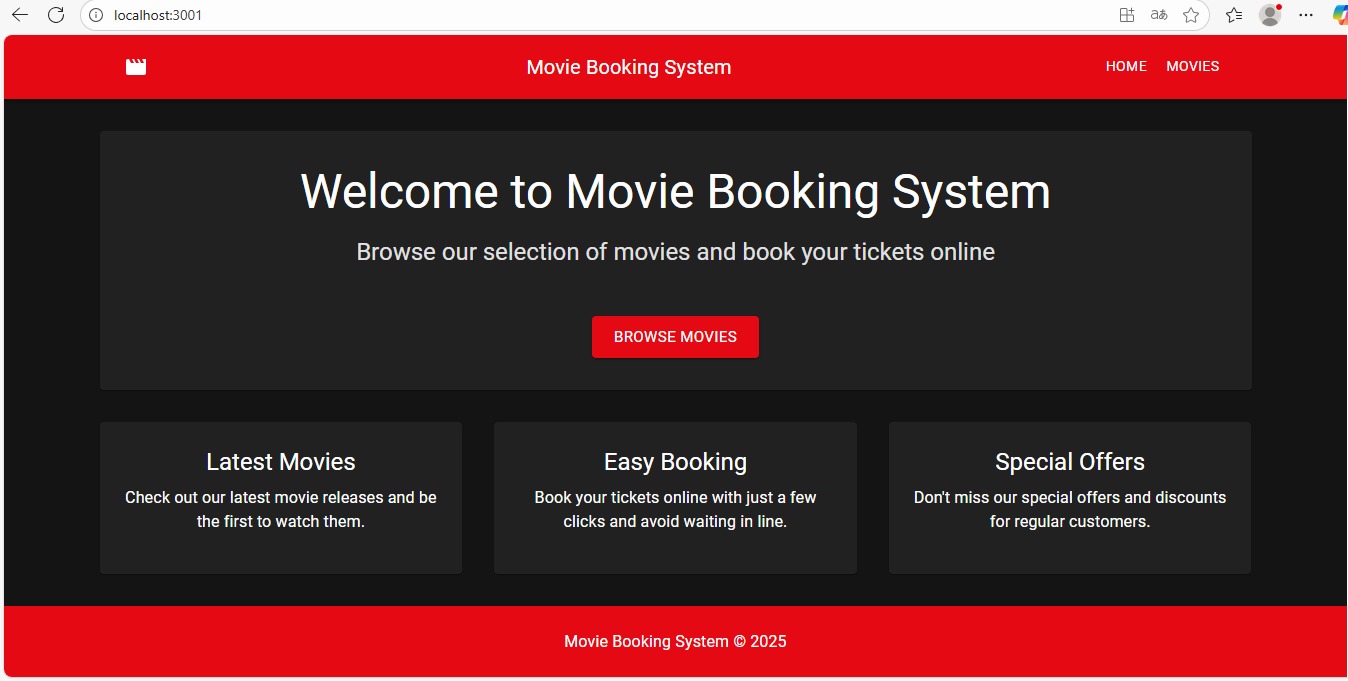 localhost:3001
Movie Booking System
HOME
MOVIES
Welcome to Movie Booking System
Browse our selection of movies and book your tickets online
BROWSE MOVIES
Latest Movies
Check out our latest movie releases and be
the first to watch them.
Easy Booking
Book your tickets online with just a few
clicks and avoid waiting in line.
Special Offers
Don't miss our special offers and discounts
for regular customers.
Movie Booking System © 2025